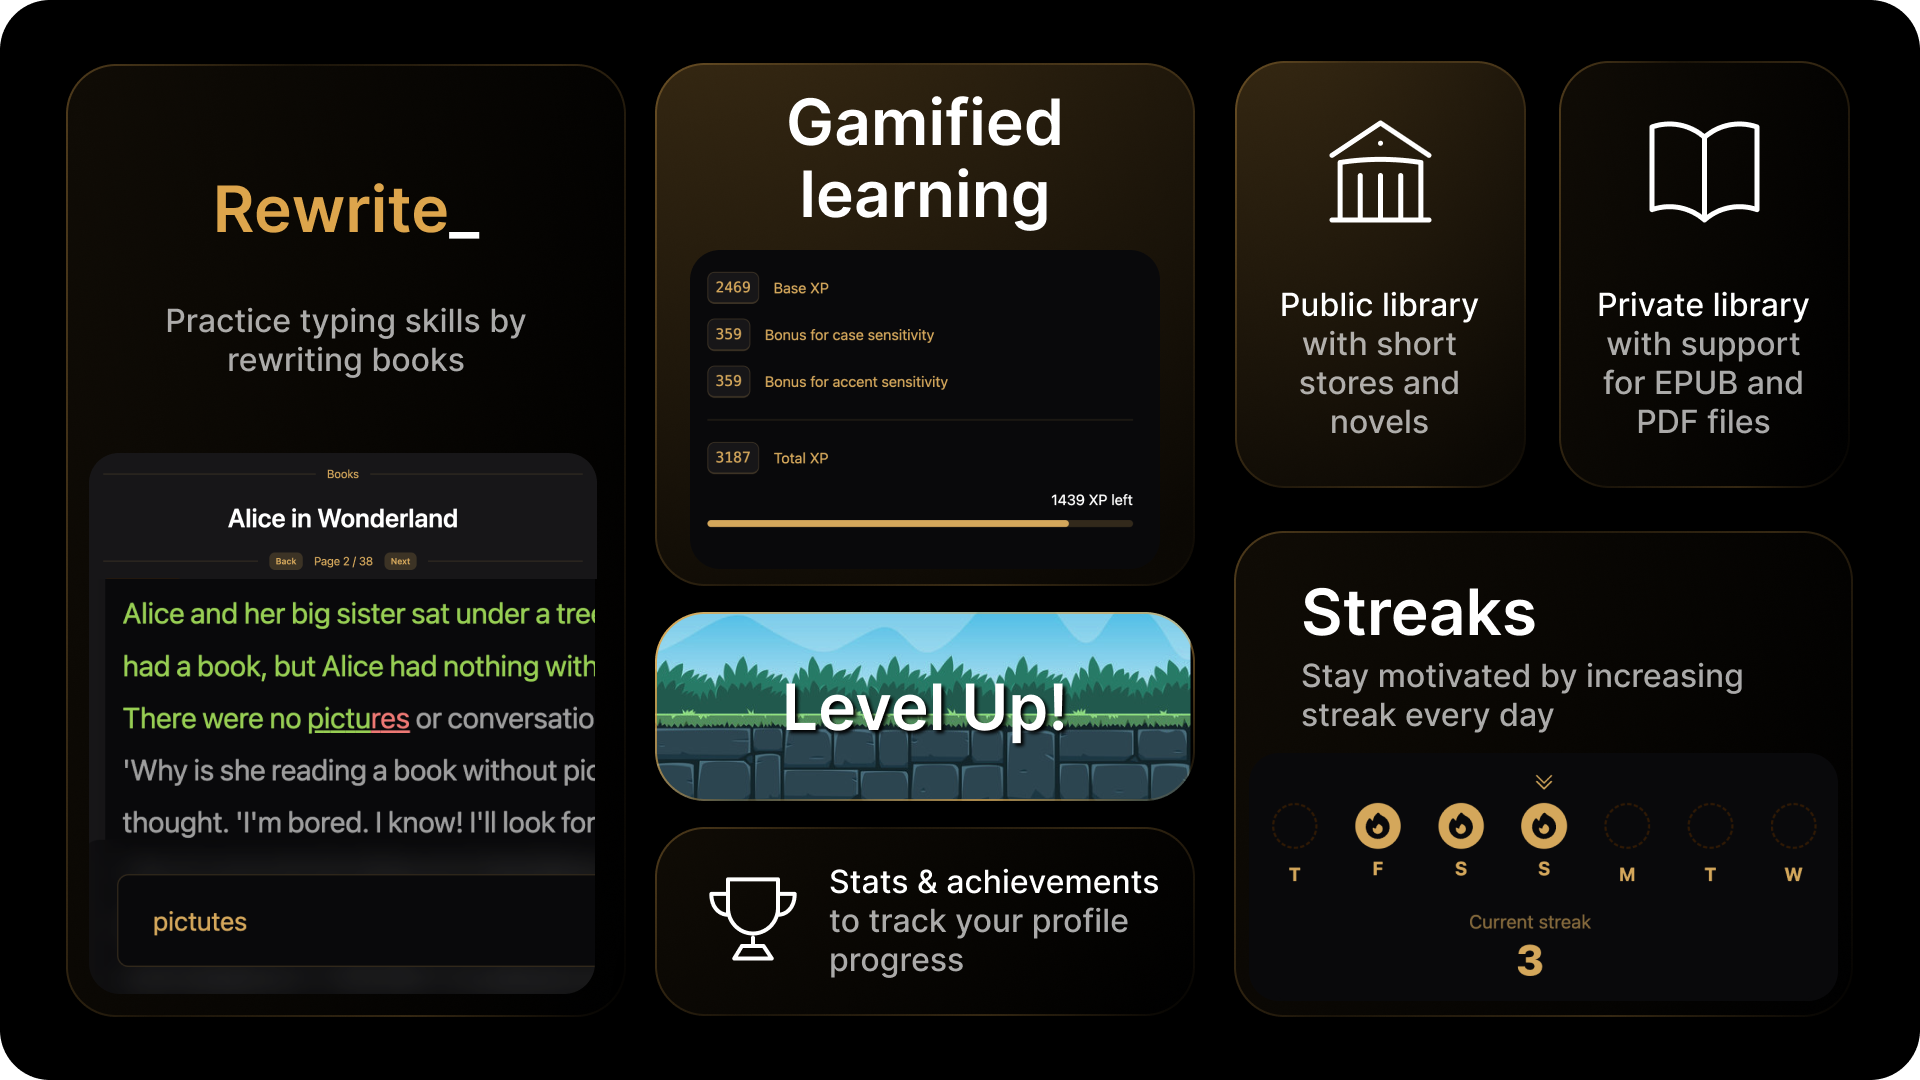 Rewrite_
Practice typing skills by
rewriting books
Books
Alice in Wonderland
Back Page 2 / 38 Next
Alice and her big sister sat under a tree
had a book, but Alice had nothing with
There were no pictures or conversatio
'Why is she reading a book without pic
thought. 'I'm bored. I know! I'll look for
pictutes
Gamified
learning
2469 Base XP
359 Bonus for case sensitivity
359 Bonus for accent sensitivity
3187 Total XP
1439 XP left
Level Up!
Stats & achievements
to track your profile
progress
Public library
with short
stores and
novels
Private library
with support
for EPUB and
PDF files
Streaks
Stay motivated by increasing
streak every day
T F S S M T W
Current streak
3